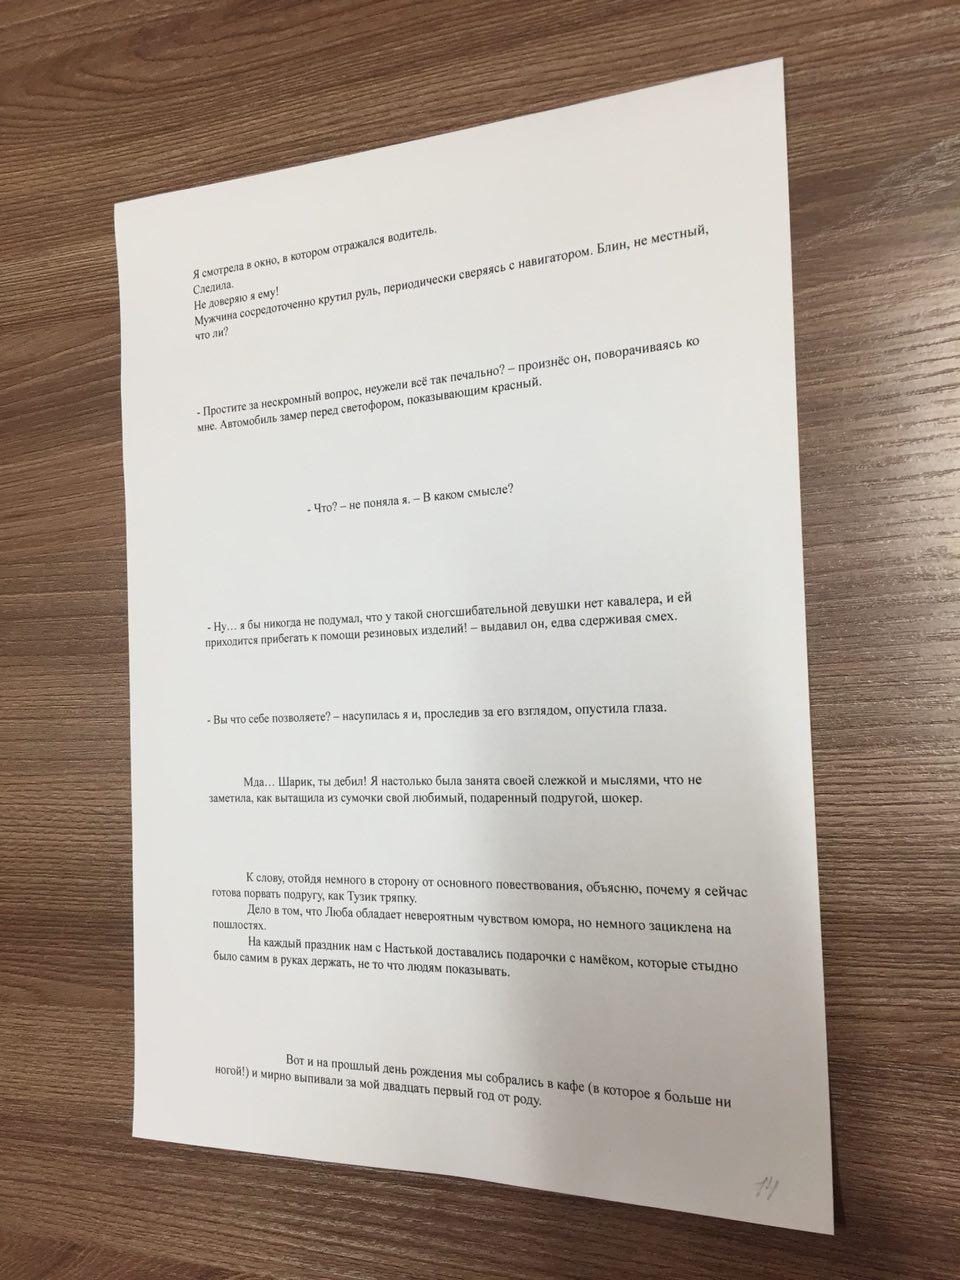 Я смотрела в окно, в котором отражался водитель.
Следила.
Не доверяю я ему!
Мужчина сосредоточенно крутил руль, периодически сверяясь с навигатором. Блин, не местный,
что ли?
- Простите за нескромный вопрос, неужели всё так печально? – произнёс он, поворачиваясь ко
мне. Автомобиль замер перед светофором, показывающим красный.
- Что? – не поняла я. – В каком смысле?
- Ну… я бы никогда не подумал, что у такой сногсшибательной девушки нет кавалера, и ей
приходится прибегать к помощи резиновых изделий! – выдавил он, едва сдерживая смех.
- Вы что себе позволяете? – насупилась я и, проследив за его взглядом, опустила глаза.
Мда… Шарик, ты дебил! Я настолько была занята своей слежкой и мыслями, что не
заметила, как вытащила из сумочки свой любимый, подаренный подругой, шокер.
К слову, отойдя немного в сторону от основного повествования, объясню, почему я сейчас
готова порвать подругу, как Тузик тряпку.
Дело в том, что Люба обладает невероятным чувством юмора, но немного зациклена на
пошлостях.
На каждый праздник нам с Настькой доставались подарочки с намёком, которые стыдно
было самим в руках держать, не то что людям показывать.
Вот и на прошлый день рождения мы собрались в кафе (в которое я больше ни
ногой!) и мирно выпивали за мой двадцать первый год от роду.